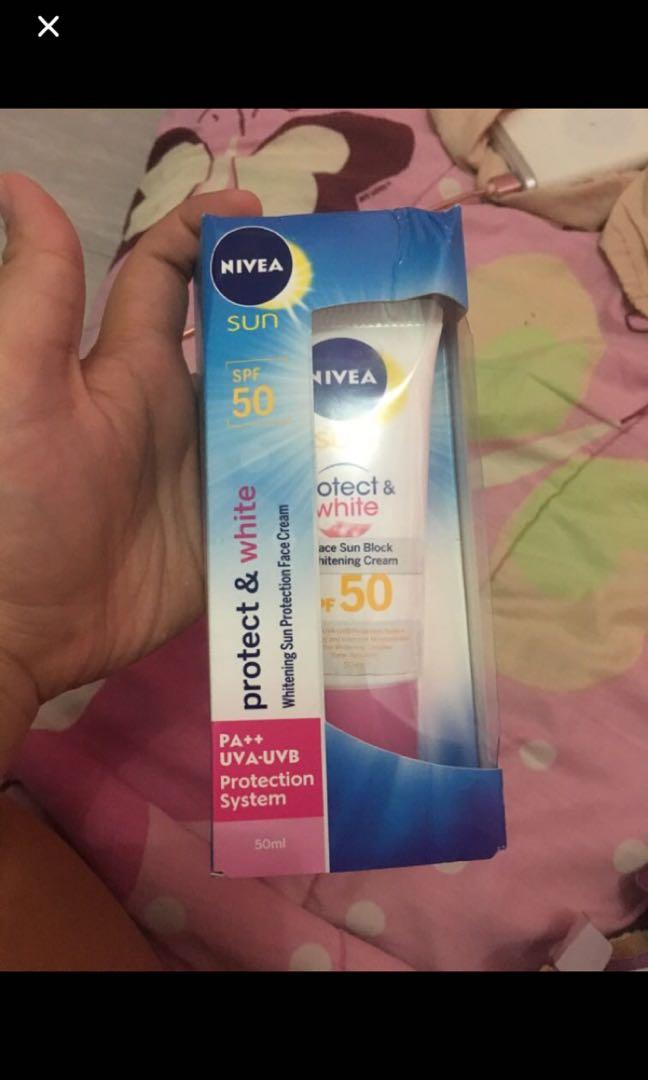 NIVEA
sun
SPF
50
protect & white
Whitening Sun Protection Face Cream
PA++
UVA-UVB
Protection
System
50ml
NIVEA
otect &
white
ace Sun Block
hitening Cream
PF 50